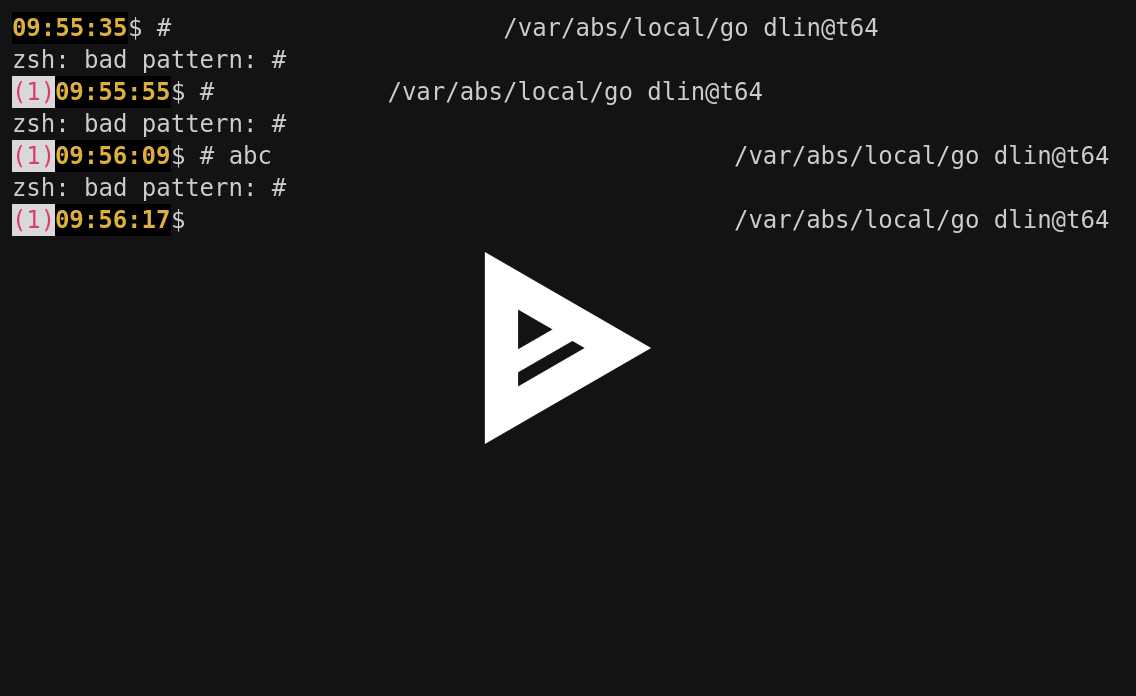 09:55:35$ # /var/abs/local/go dlin@t64
zsh: bad pattern: #
(1)09:55:55$ # /var/abs/local/go dlin@t64
zsh: bad pattern: #
(1)09:56:09$ # abc /var/abs/local/go dlin@t64
zsh: bad pattern: #
(1)09:56:17$ /var/abs/local/go dlin@t64